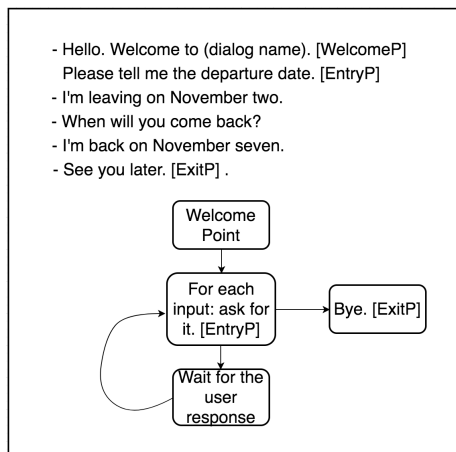 - Hello. Welcome to (dialog name). [WelcomeP]
Please tell me the departure date. [EntryP]
- I'm leaving on November two.
- When will you come back?
- I'm back on November seven.
- See you later. [ExitP] .
Welcome
Point
For each
input: ask for
it. [EntryP]
Bye. [ExitP]
Wait for the
user
response